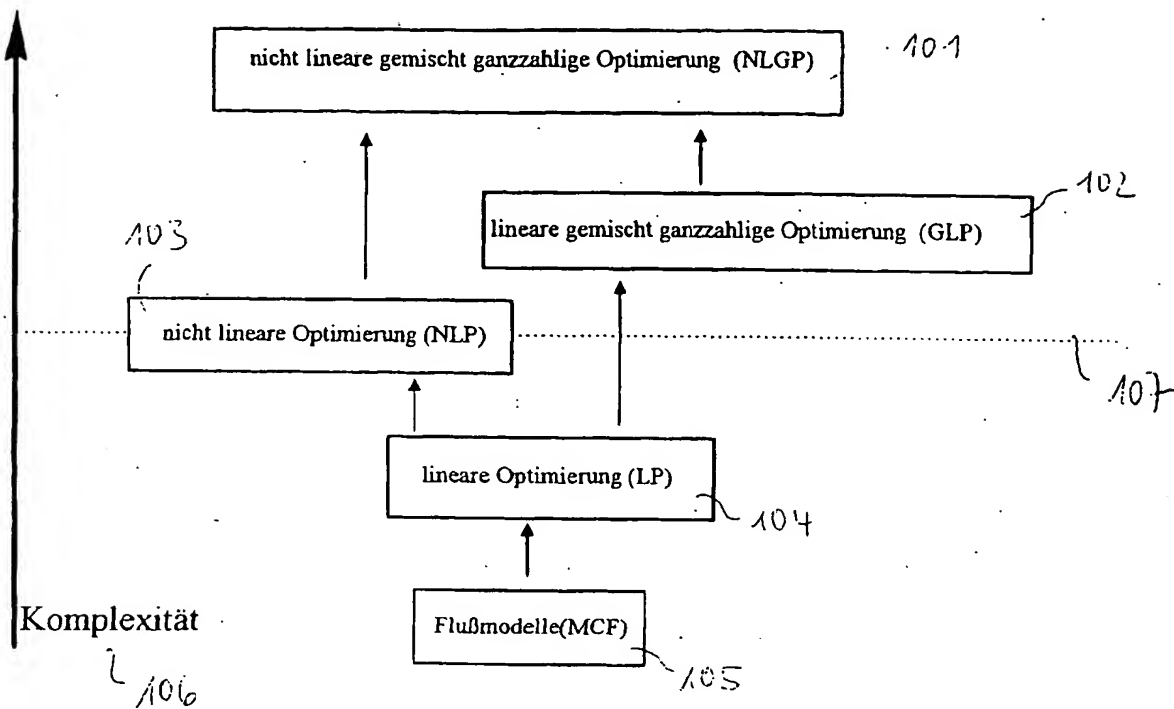 nicht lineare gemischt ganzzahlige Optimierung (NLGP)
101
102
lineare gemischt ganzzahlige Optimierung (GLP)
103
nicht lineare Optimierung (NLP)
107
lineare Optimierung (LP)
104
Flußmodelle(MCF)
105
Komplexität
106